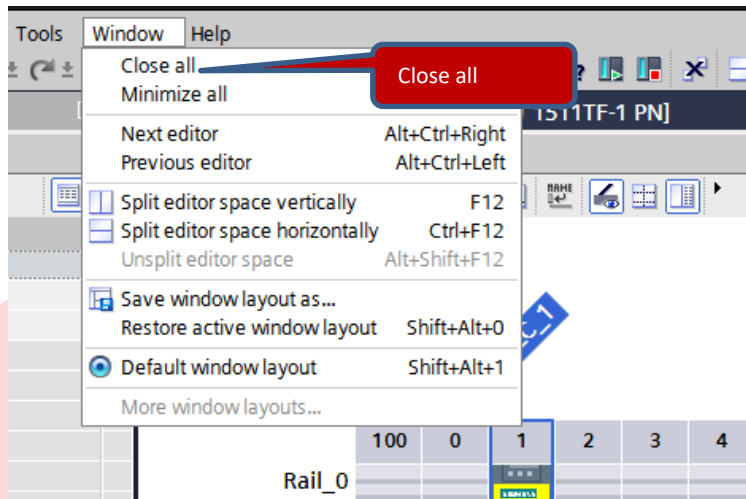 Tools Window Help
Close all
Close all
Minimize all
1511TF-1 PN]
Next editor Alt+Ctrl+Right
Previous editor Alt+Ctrl+Left
Split editor space vertically F12
NAME
Split editor space horizontally Ctrl+F12
Unsplit editor space Alt+Shift+F12
Save window layout as...
Restore active window layout Shift+Alt+0
Default window layout Shift+Alt+1
More window layouts...
100 0 1 2 3 4
Rail_0
SIEMENS